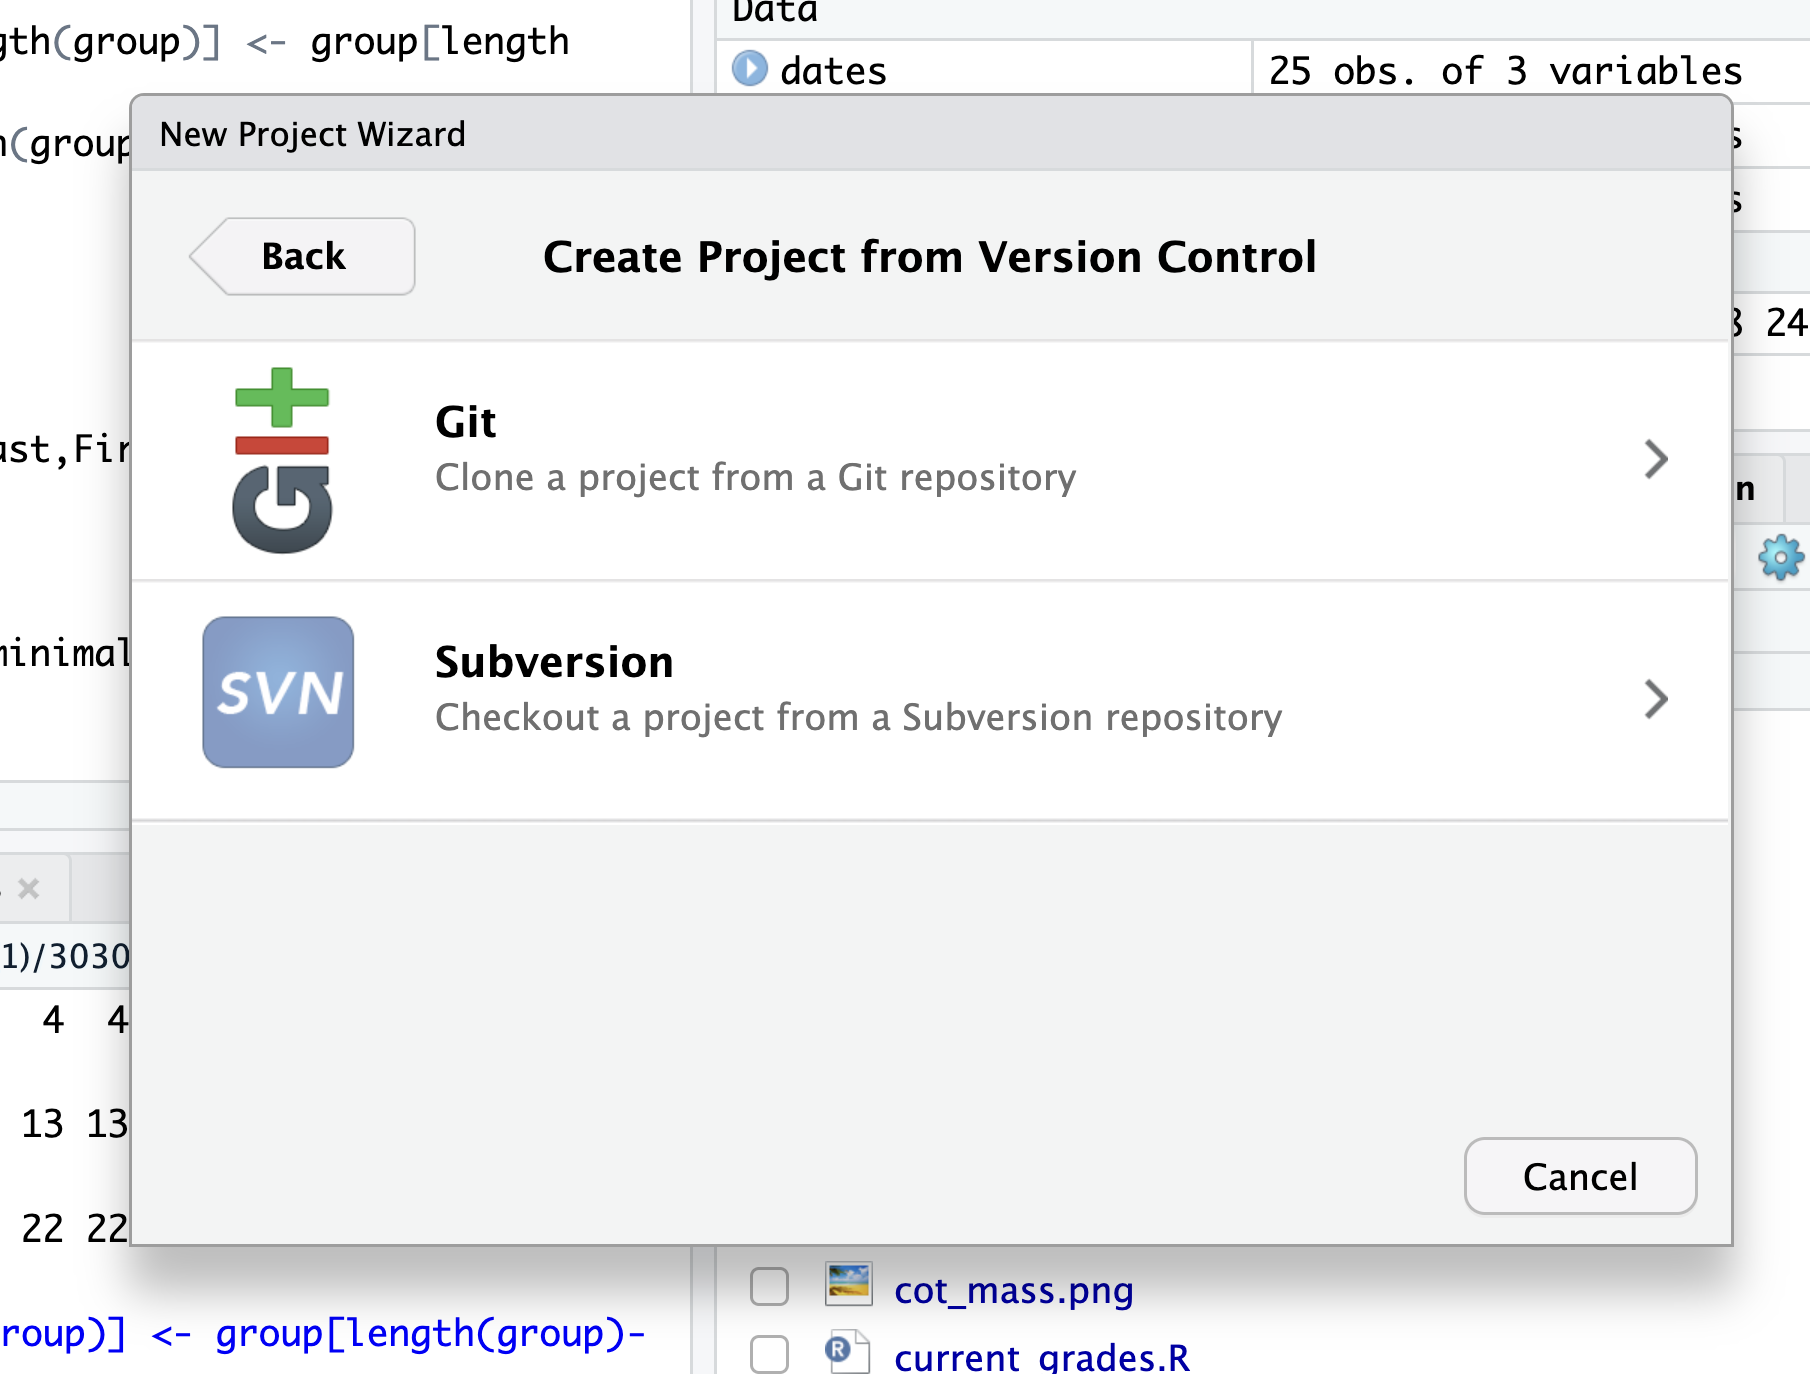 gth(group)] <- group[length
Data
dates 25 obs. of 3 variables
(group
New Project Wizard
Back
Create Project from Version Control
24
Git
Clone a project from a Git repository
ast,Fir
n
minimal
SVN
Subversion
Checkout a project from a Subversion repository
1)/3030
4 4
13 13
22 22
Cancel
roup)] <- group[length(group)-
cot_mass.png
current_grades.R